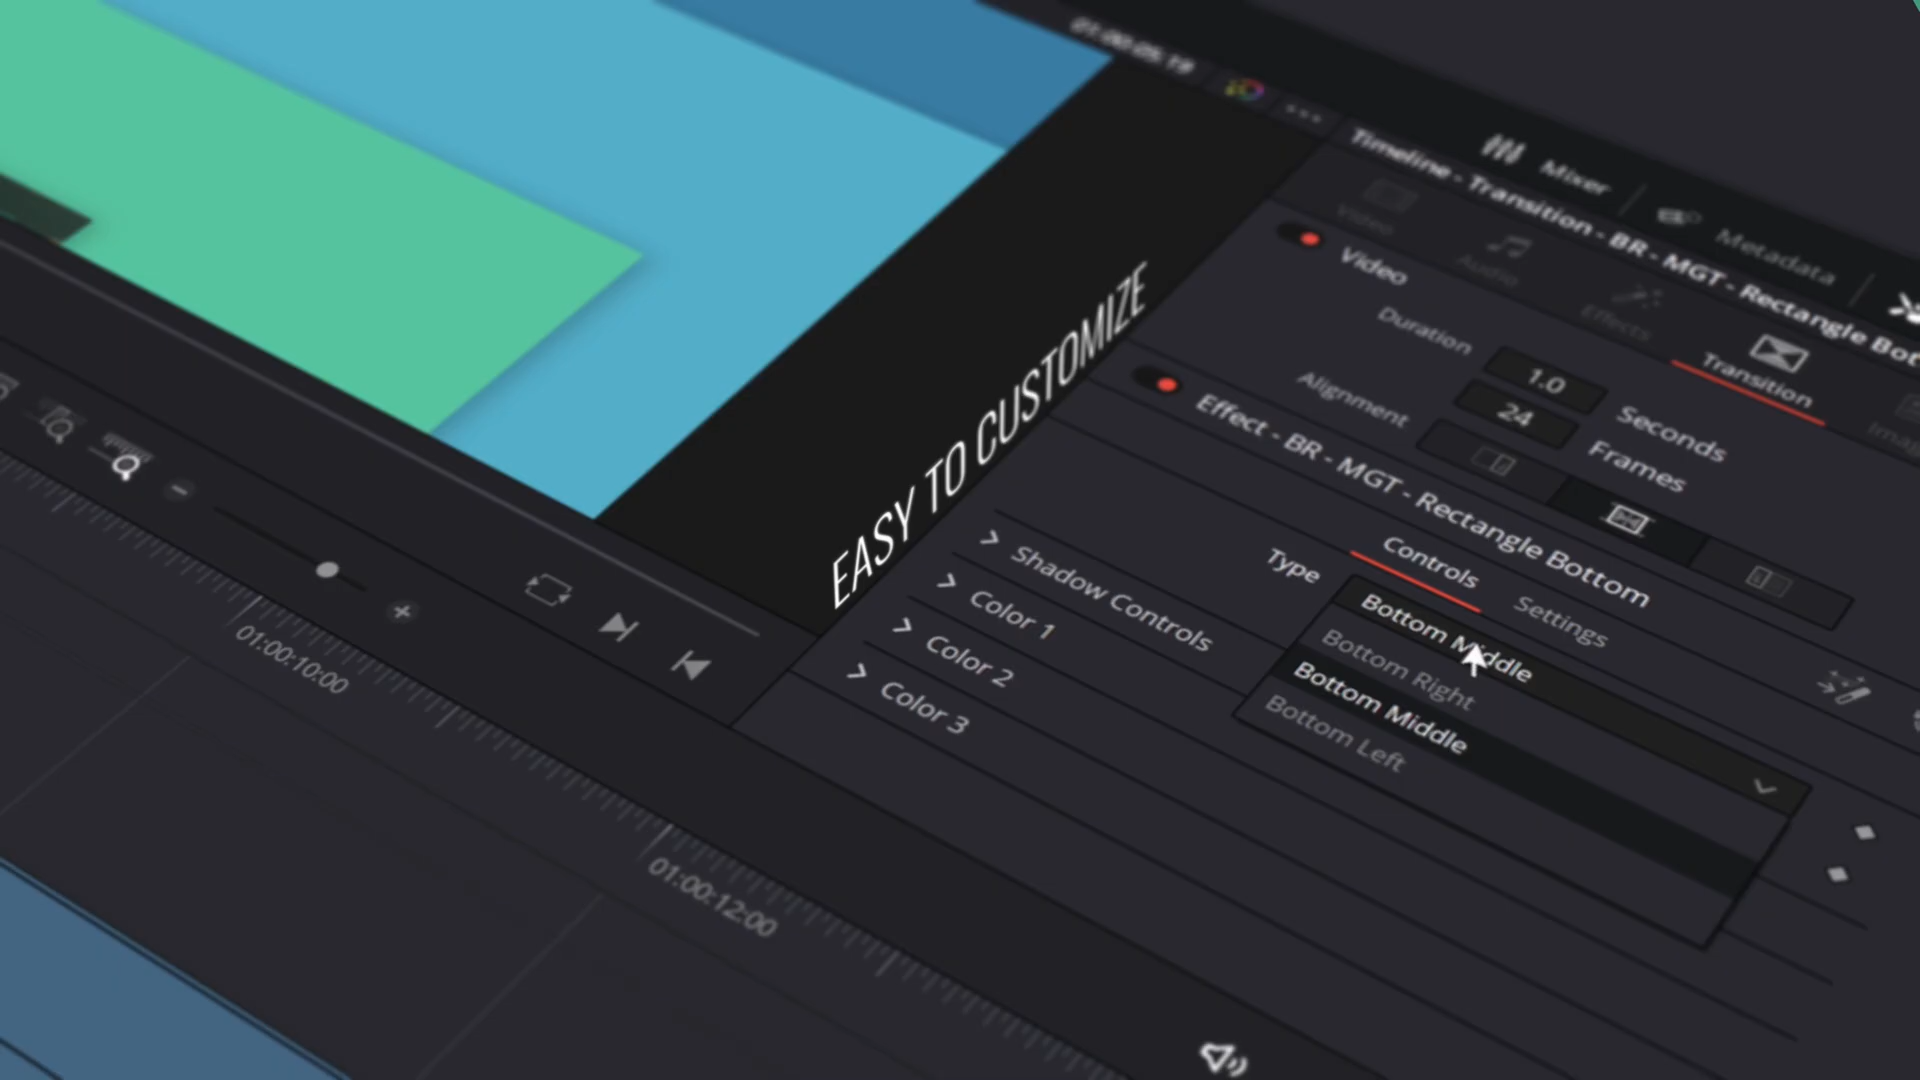 01:00:05:19
Mixer
Metadata
Timeline - Transition - BR - MGT - Rectangle Bot
Video
Audio
Effects
Transition
Imag
Video
Duration
1.0
Seconds
24
Frames
Alignment
Effect - BR - MGT - Rectangle Bottom
Controls
Settings
Type
Bottom Middle
Bottom Right
Bottom Middle
Bottom Left
Shadow Controls
Color 1
Color 2
Color 3
EASY TO CUSTOMIZE
01:00:10:00
01:00:12:00